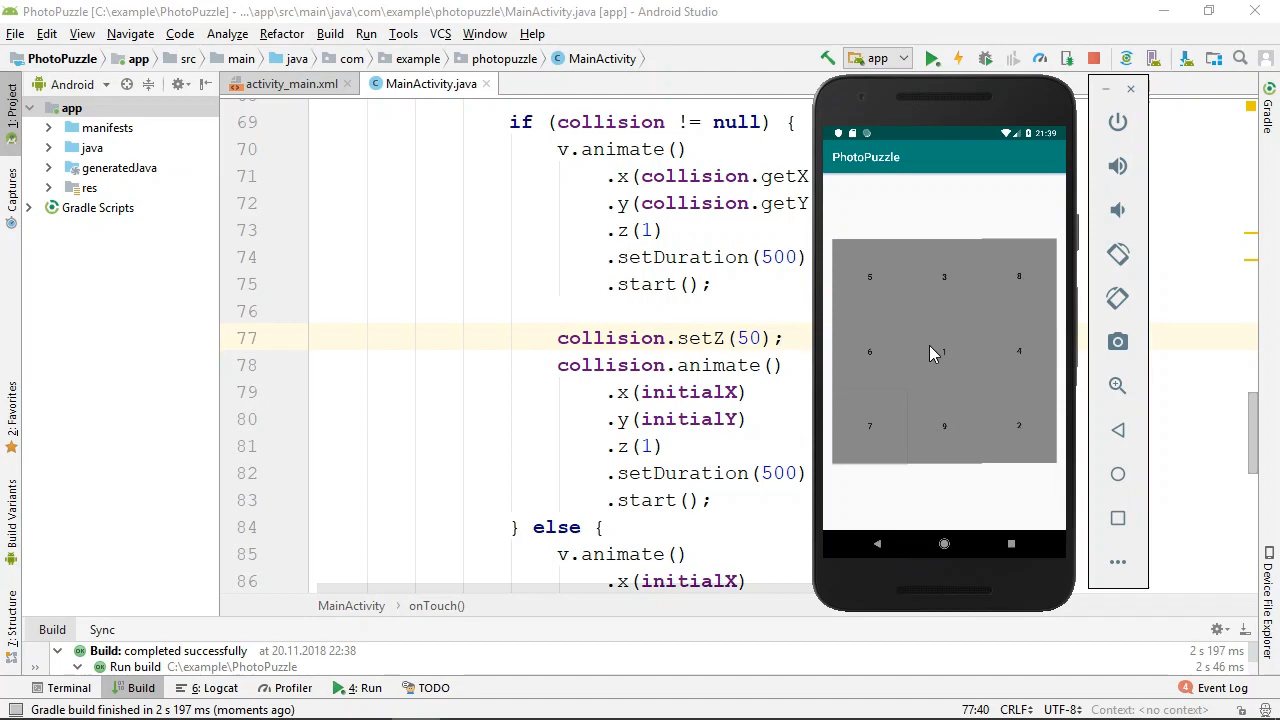 PhotoPuzzle [C:\example\PhotoPuzzle] - ...\app\src\main\java\com\example\photopuzzle\MainActivity.java [app] - Android Studio
File Edit View Navigate Code Analyze Refactor Build Run Tools VCS Window Help
PhotoPuzzle app src main java com example photopuzzle MainActivity app
Android activity_main.xml MainActivity.java
1: Project
Captures
2: Favorites
Build Variants
7: Structure
app
manifests
java
generatedJava
res
Gradle Scripts
69 if (collision != null) {
70 v.animate()
71 .x(collision.getX
72 .y(collision.getY
73 .z(1)
74 .setDuration(500)
75 .start();
76
77 collision.setZ(50);
78 collision.animate()
79 .x(initialX)
80 .y(initialY)
81 .z(1)
82 .setDuration(500)
83 .start();
84 } else {
85 v.animate()
86 .x(initialX)
21:39
PhotoPuzzle
5 3 8
6 1 4
7 9 2
Gradle
Device File Explorer
MainActivity onTouch()
Build Sync
Build: completed successfully at 20.11.2018 22:38 2 s 197 ms
Run build C:\example\PhotoPuzzle 2 s 46 ms
Terminal Build 6: Logcat Profiler 4: Run TODO 4 Event Log
Gradle build finished in 2 s 197 ms (moments ago) 77:40 CRLF UTF-8 Context: <no context>